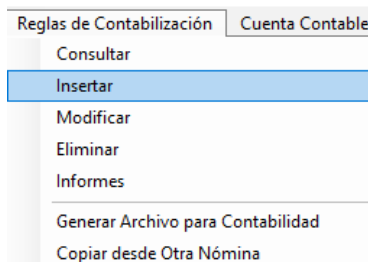 Reglas de Contabilización Cuenta Contable
Consultar
Insertar
Modificar
Eliminar
Informes
Generar Archivo para Contabilidad
Copiar desde Otra Nómina